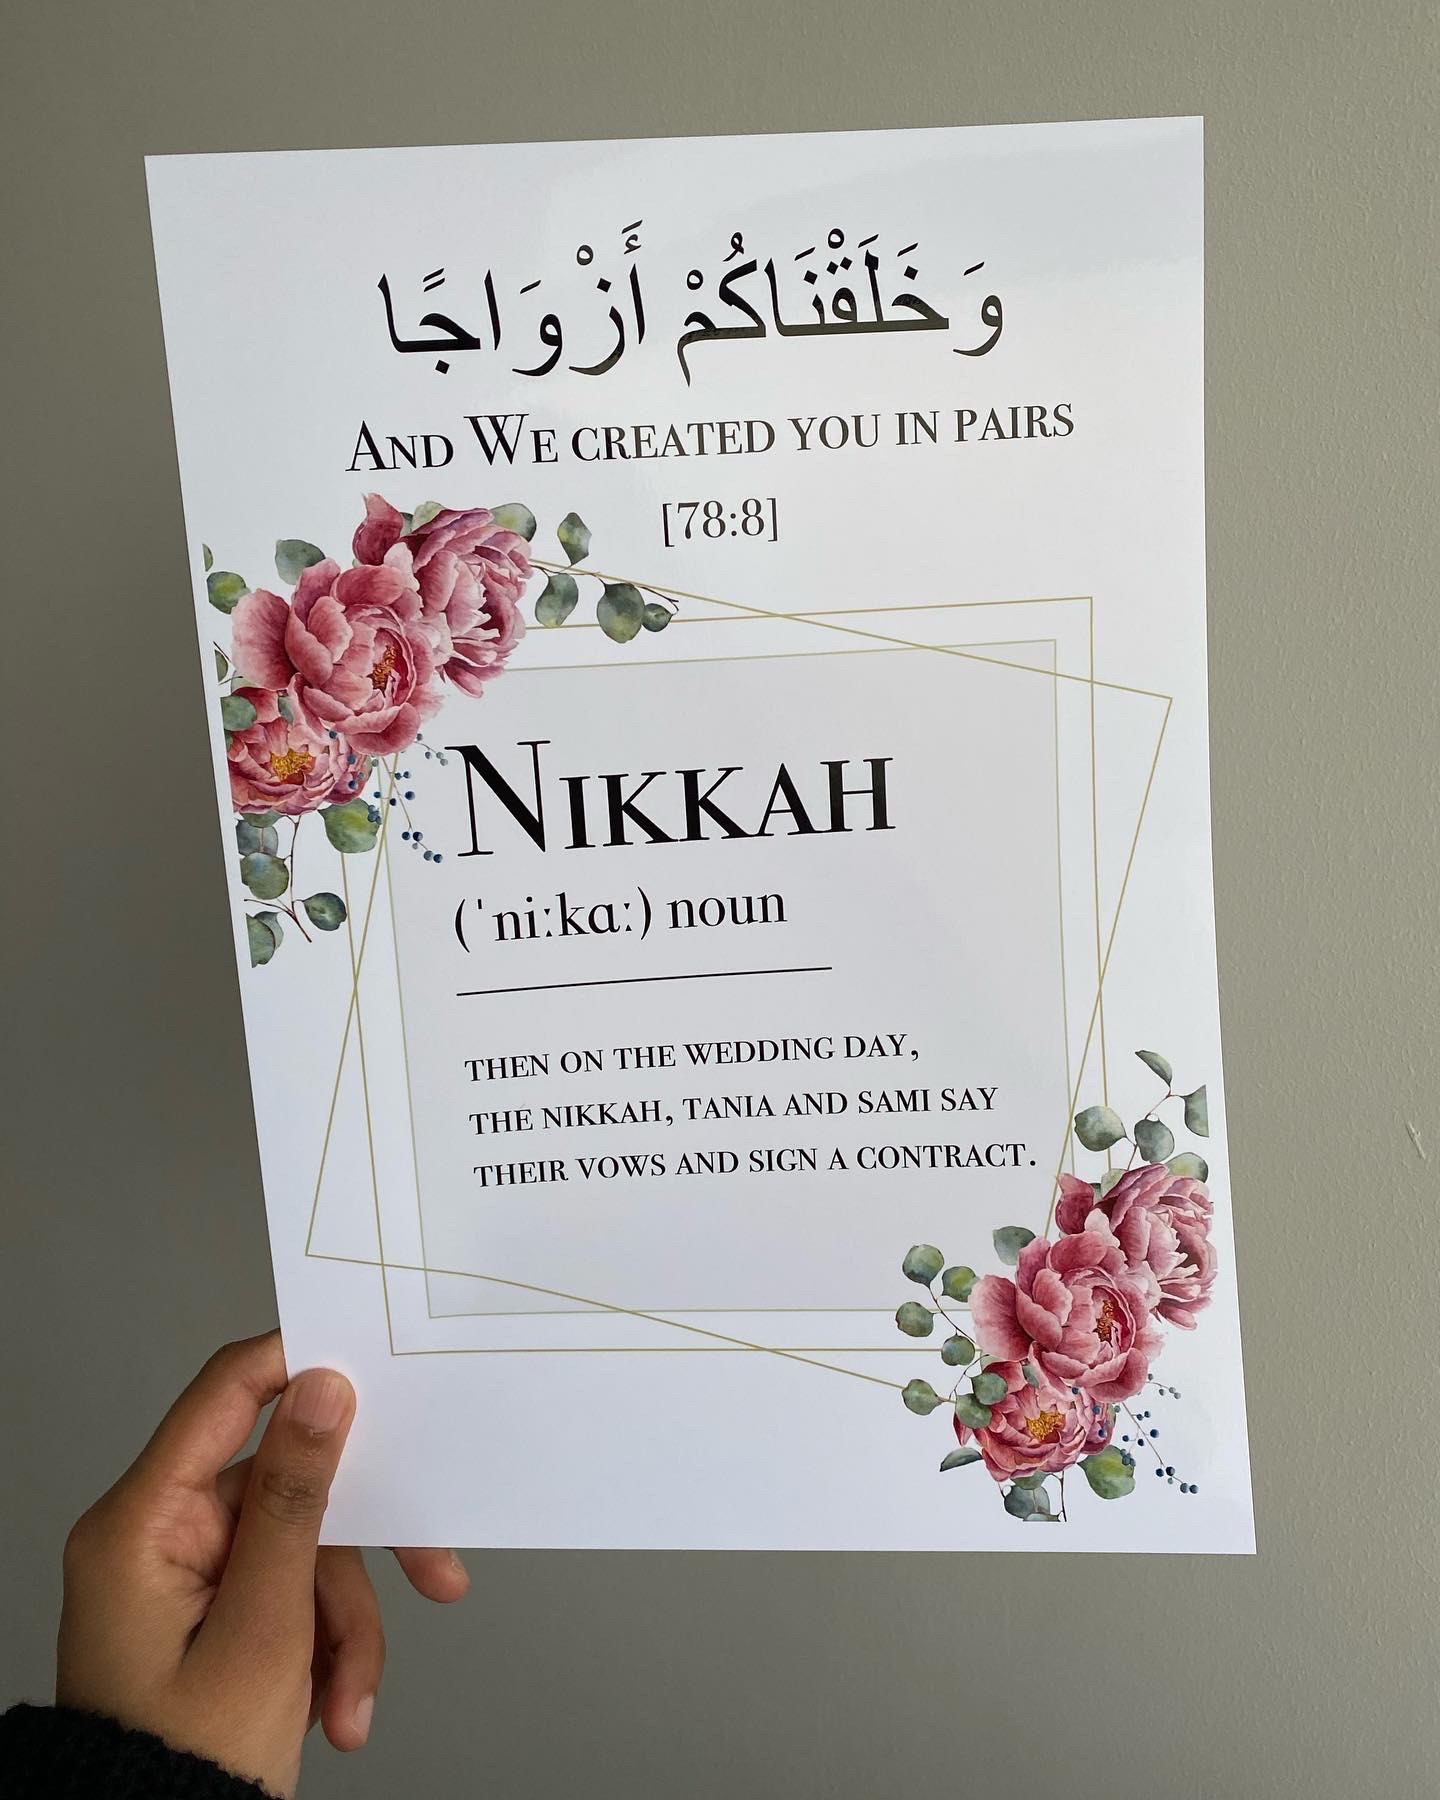 وَخَلَقْنَاكُمْ أَزْوَاجًا
And We created you in pairs
[78:8]
Nikkah
(ˈniːkɑː) noun
then on the wedding day,
the nikkah, tania and sami say
their vows and sign a contract.